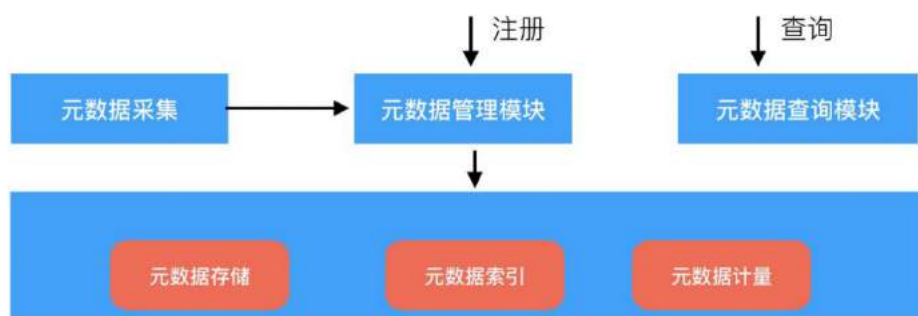 注册
查询
元数据采集
元数据管理模块
元数据查询模块
元数据存储
元数据索引
元数据计量